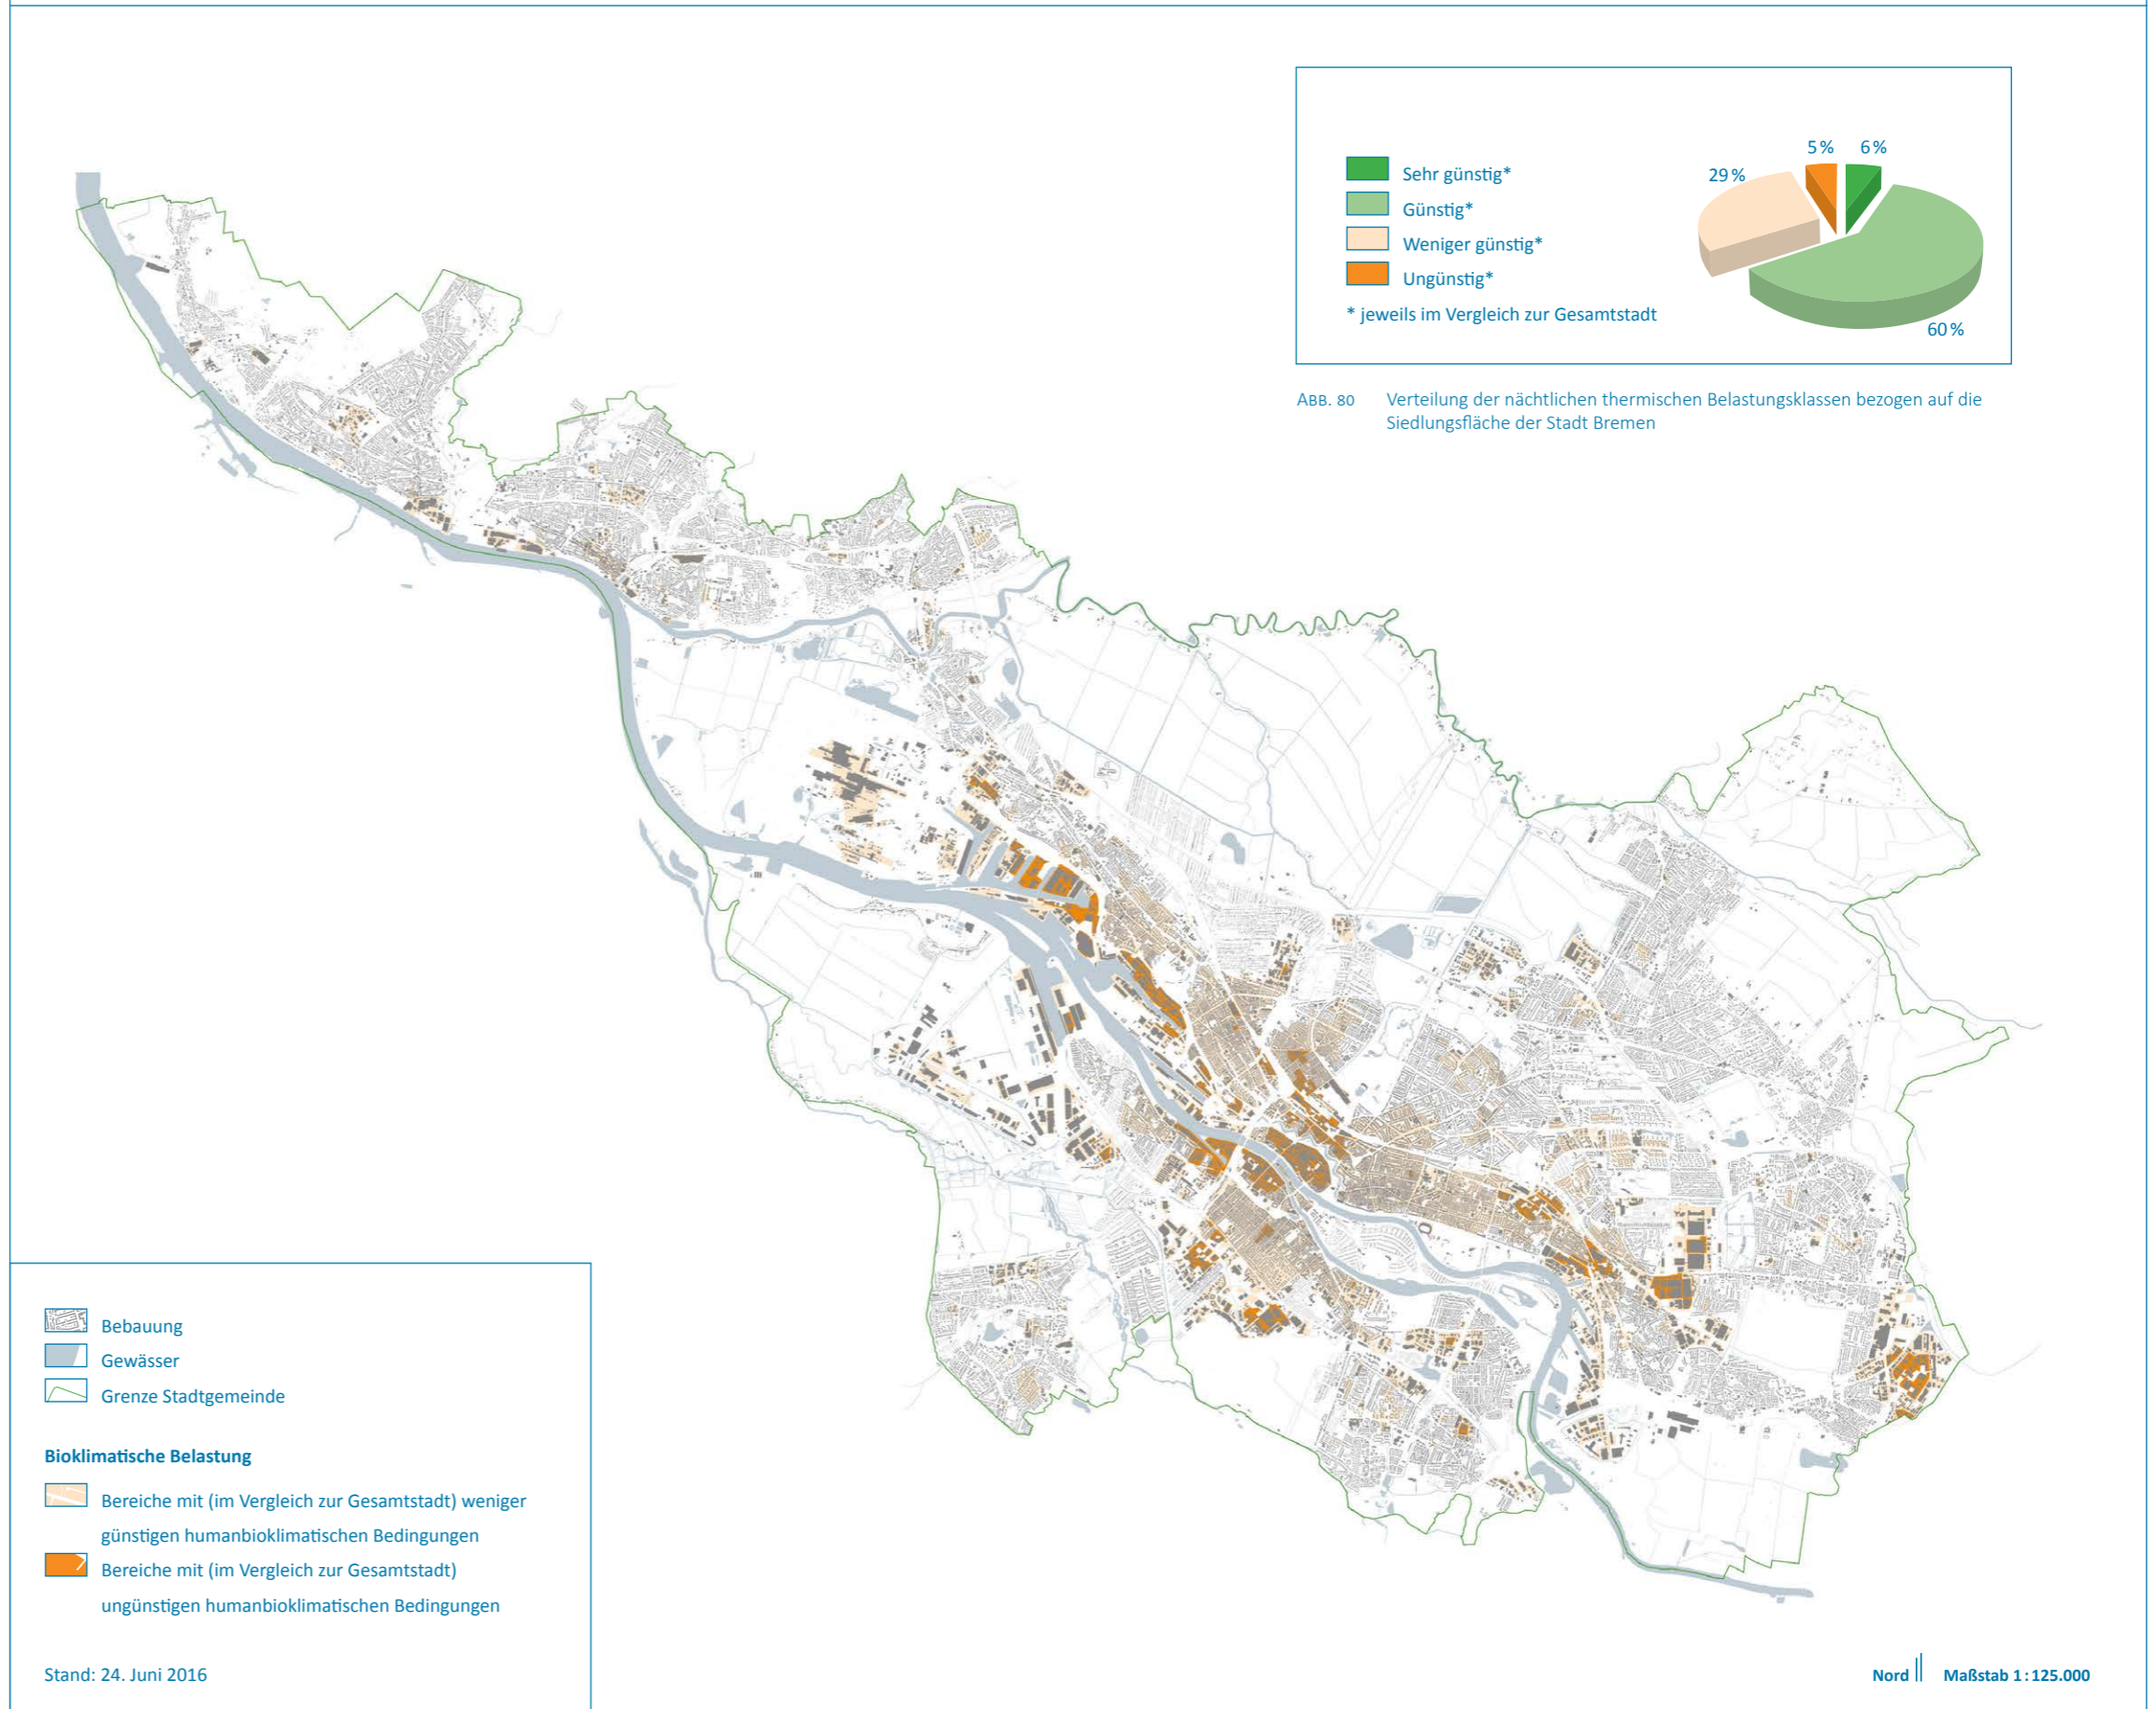 Sehr günstig*
Günstig*
Weniger günstig*
Ungünstig*
* jeweils im Vergleich zur Gesamtstadt
5 %
6 %
29 %
60 %
ABB. 80 Verteilung der nächtlichen thermischen Belastungsklassen bezogen auf die
Siedlungsfläche der Stadt Bremen
Bebauung
Gewässer
Grenze Stadtgemeinde
Bioklimatische Belastung
Bereiche mit (im Vergleich zur Gesamtstadt) weniger
günstigen humanbioklimatischen Bedingungen
Bereiche mit (im Vergleich zur Gesamtstadt)
ungünstigen humanbioklimatischen Bedingungen
Stand: 24. Juni 2016
Nord Maßstab 1 : 125.000